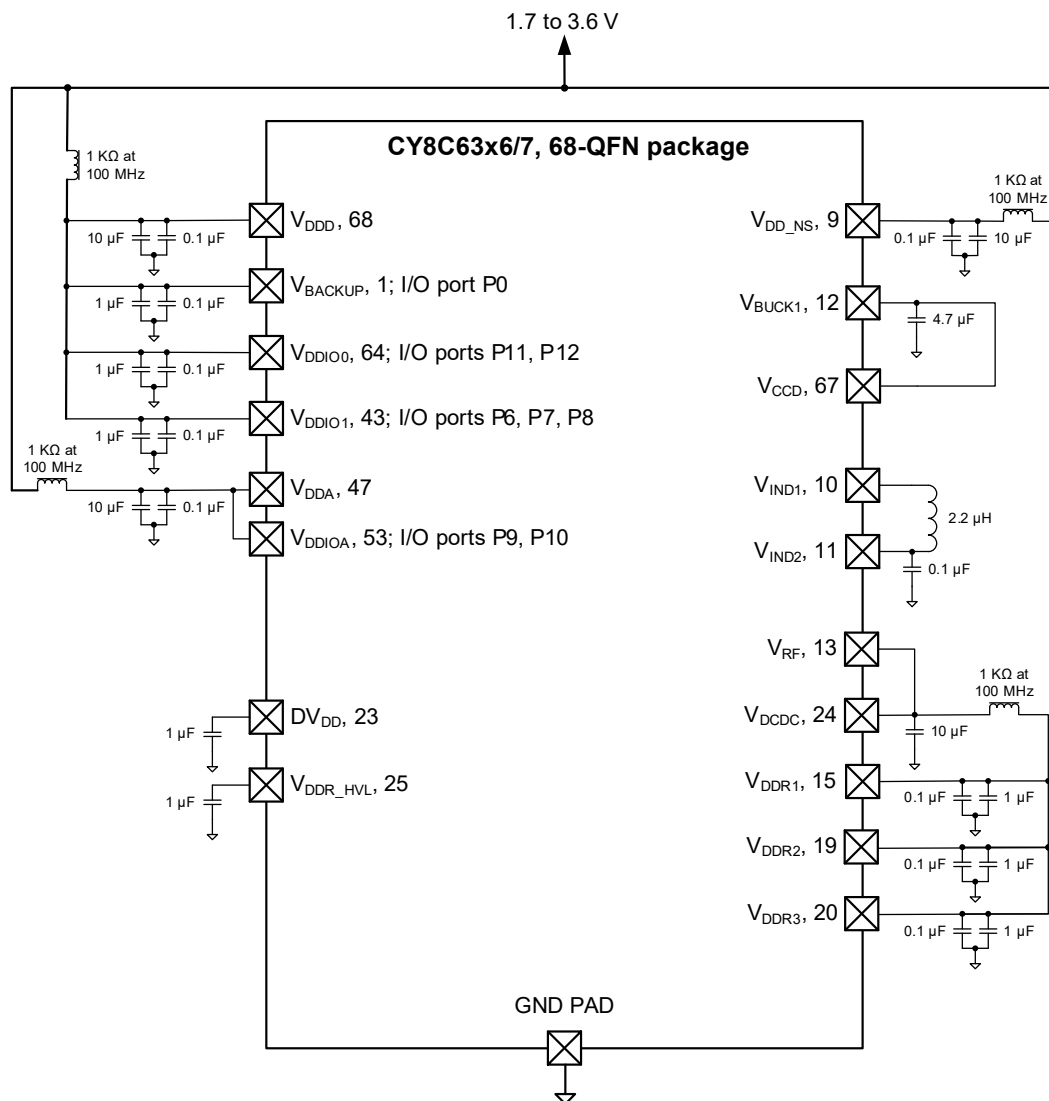 1.7 to 3.6 V
CY8C63x6/7, 68-QFN package
1 KΩ at
100 MHz
VDDD, 68
10 µF
0.1 µF
VBACKUP, 1; I/O port P0
1 µF
0.1 µF
VDDIO0, 64; I/O ports P11, P12
1 µF
0.1 µF
VDDIO1, 43; I/O ports P6, P7, P8
1 µF
0.1 µF
1 KΩ at
100 MHz
VDDA, 47
10 µF
0.1 µF
VDDIOA, 53; I/O ports P9, P10
DVDD, 23
1 µF
VDDR_HVL, 25
1 µF
1 KΩ at
100 MHz
VDD_NS, 9
0.1 µF
10 µF
VBUCK1, 12
4.7 µF
VCCD, 67
VIND1, 10
2.2 µH
VIND2, 11
0.1 µF
VRF, 13
1 KΩ at
100 MHz
VDCDC, 24
10 µF
VDDR1, 15
0.1 µF
1 µF
VDDR2, 19
0.1 µF
1 µF
VDDR3, 20
0.1 µF
1 µF
GND PAD